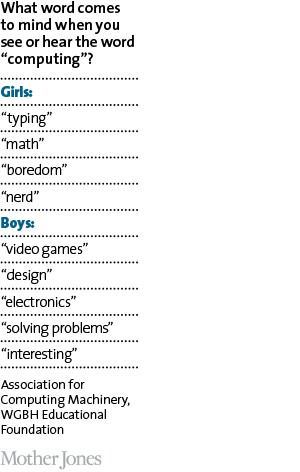 What word comes
to mind when you
see or hear the word
“computing”?
Girls:
“typing”
“math”
“boredom”
“nerd”
Boys:
“video games”
“design”
“electronics”
“solving problems”
“interesting”
Association for
Computing Machinery,
WGBH Educational
Foundation
Mother Jones